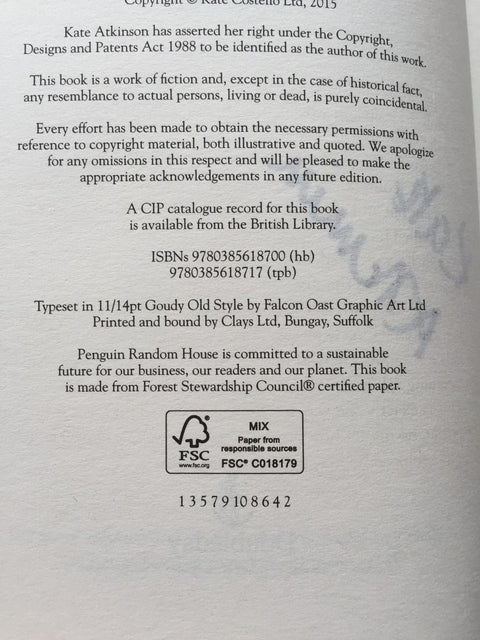 Copyright © Kate Costello Ltd, 2015
Kate Atkinson has asserted her right under the Copyright,
Designs and Patents Act 1988 to be identified as the author of this work.
This book is a work of fiction and, except in the case of historical fact,
any resemblance to actual persons, living or dead, is purely coincidental.
Every effort has been made to obtain the necessary permissions with
reference to copyright material, both illustrative and quoted. We apologize
for any omissions in this respect and will be pleased to make the
appropriate acknowledgements in any future edition.
A CIP catalogue record for this book
is available from the British Library.
ISBNs 9780385618700 (hb)
9780385618717 (tpb)
Typeset in 11/14pt Goudy Old Style by Falcon Oast Graphic Art Ltd
Printed and bound by Clays Ltd, Bungay, Suffolk
Penguin Random House is committed to a sustainable
future for our business, our readers and our planet. This book
is made from Forest Stewardship Council® certified paper.
FSC
www.fsc.org
MIX
Paper from
responsible sources
FSC® C018179
1 3 5 7 9 10 8 6 4 2